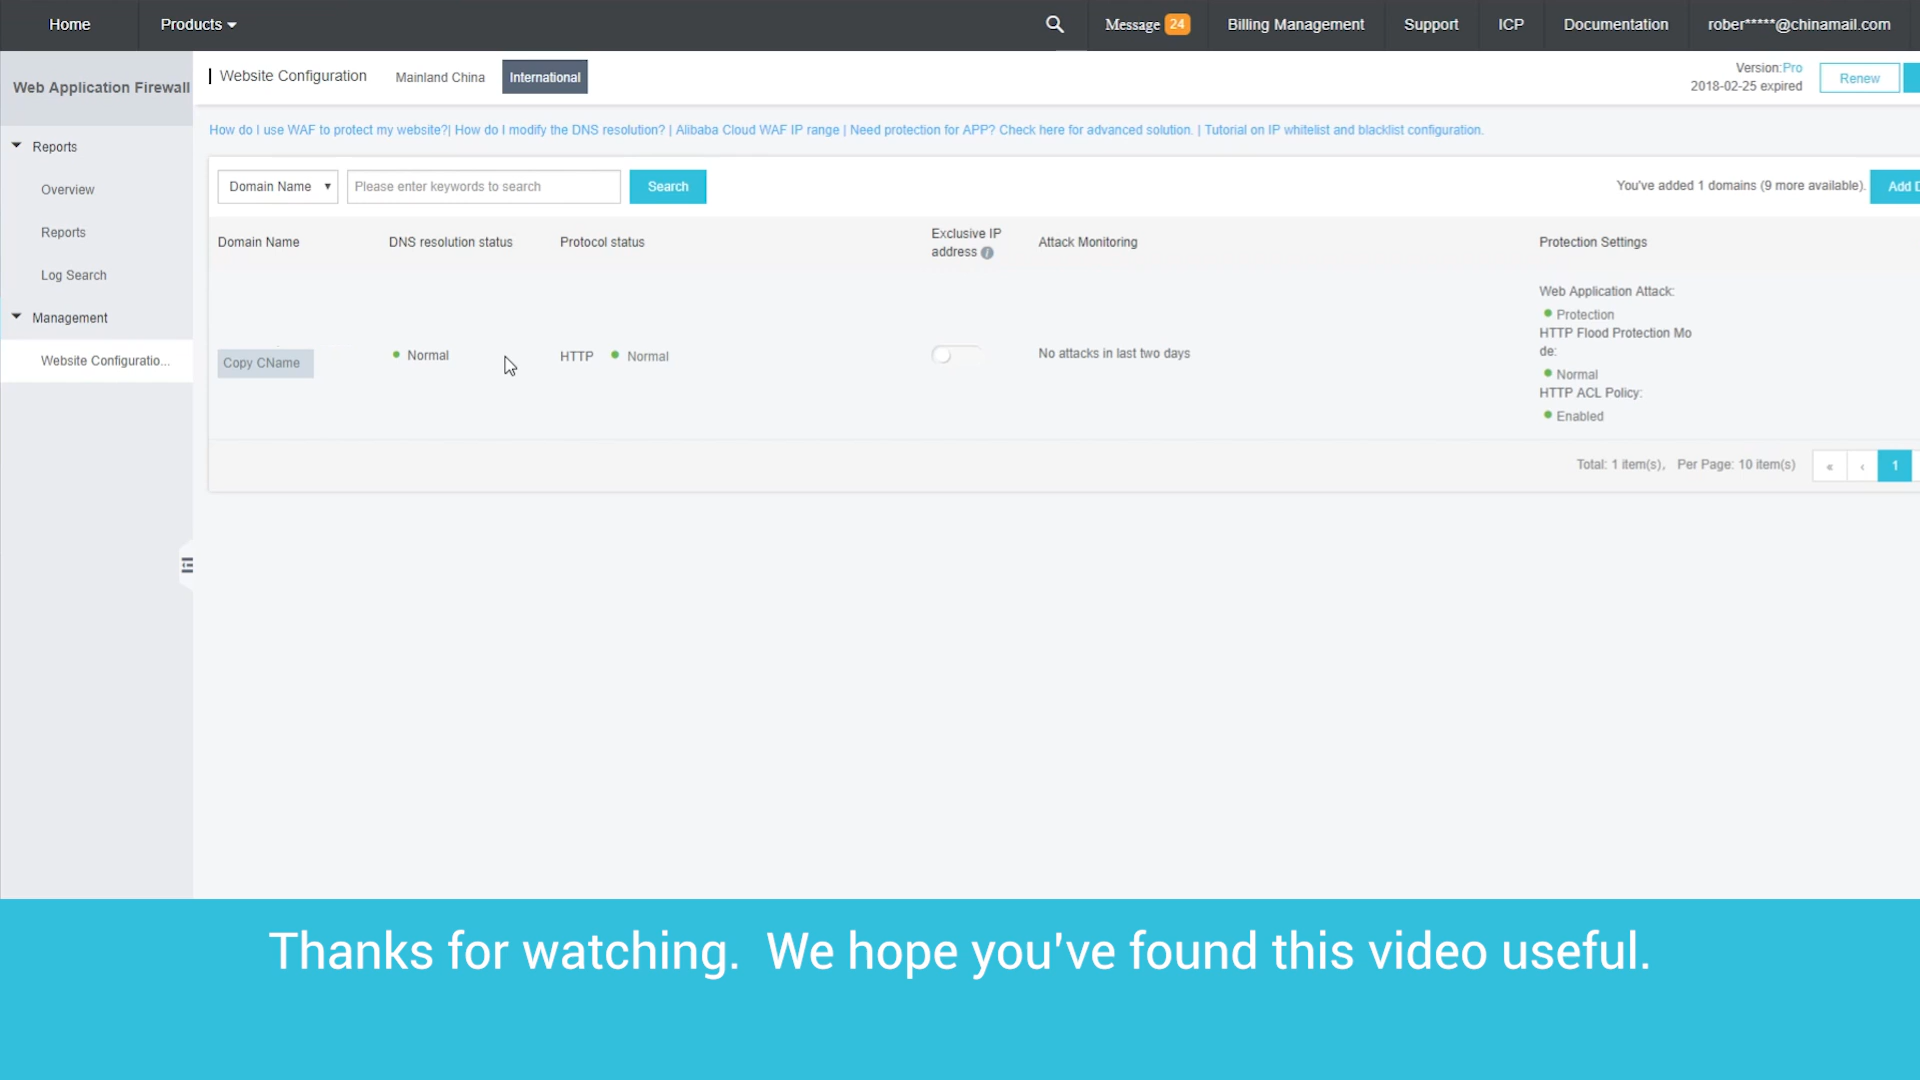 Home
Products
Message 24
Billing Management
Support
ICP
Documentation
rober*****@chinamail.com
Web Application Firewall
Website Configuration
Mainland China
International
Version:Pro
2018-02-25 expired
Renew
How do I use WAF to protect my website?| How do I modify the DNS resolution? | Alibaba Cloud WAF IP range | Need protection for APP? Check here for advanced solution. | Tutorial on IP whitelist and blacklist configuration.
Reports
Overview
Reports
Log Search
Management
Website Configuratio...
Domain Name
Please enter keywords to search
Search
You've added 1 domains (9 more available).
Add D
Domain Name
DNS resolution status
Protocol status
Exclusive IP
address
Attack Monitoring
Protection Settings
Copy CName
Normal
HTTP
Normal
No attacks in last two days
Web Application Attack:
Protection
HTTP Flood Protection Mo
de:
Normal
HTTP ACL Policy:
Enabled
Total: 1 item(s), Per Page: 10 item(s)
« ‹ 1
Thanks for watching. We hope you've found this video useful.